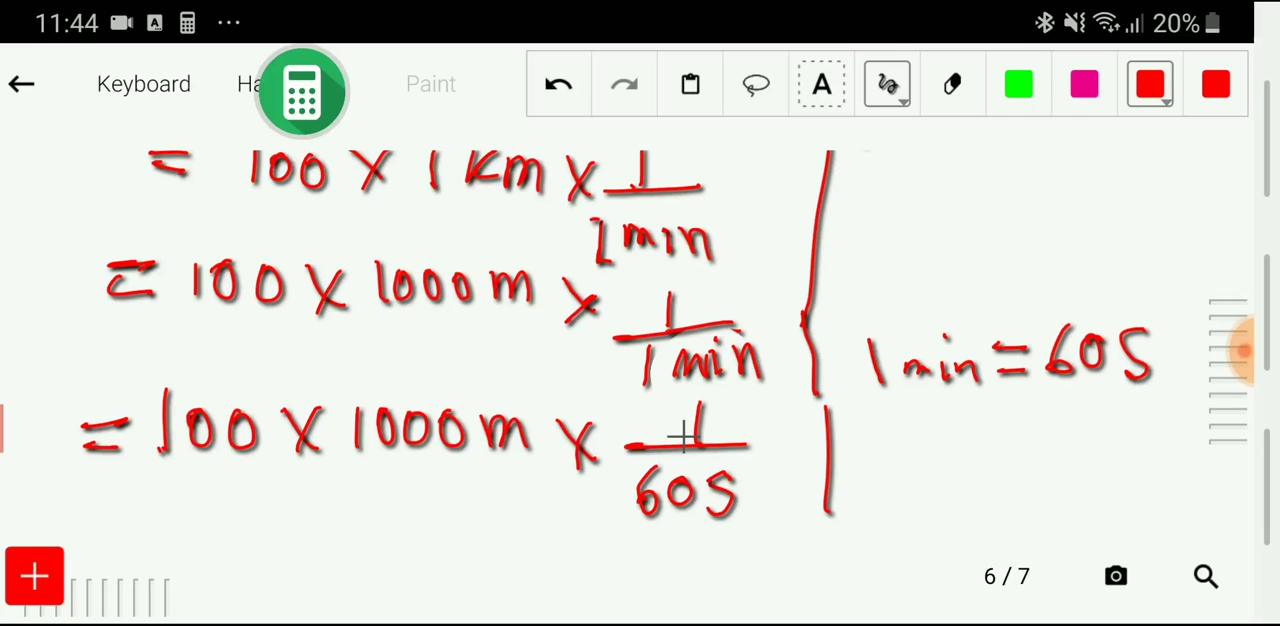 11:44 A ... 20%
Keyboard Paint A
= 100 X 1 Km X 1
1 min
= 100 X 1000 m X 1
1 min
1 min = 60 S
= 100 X 1000 m X 1
60 S
6 / 7